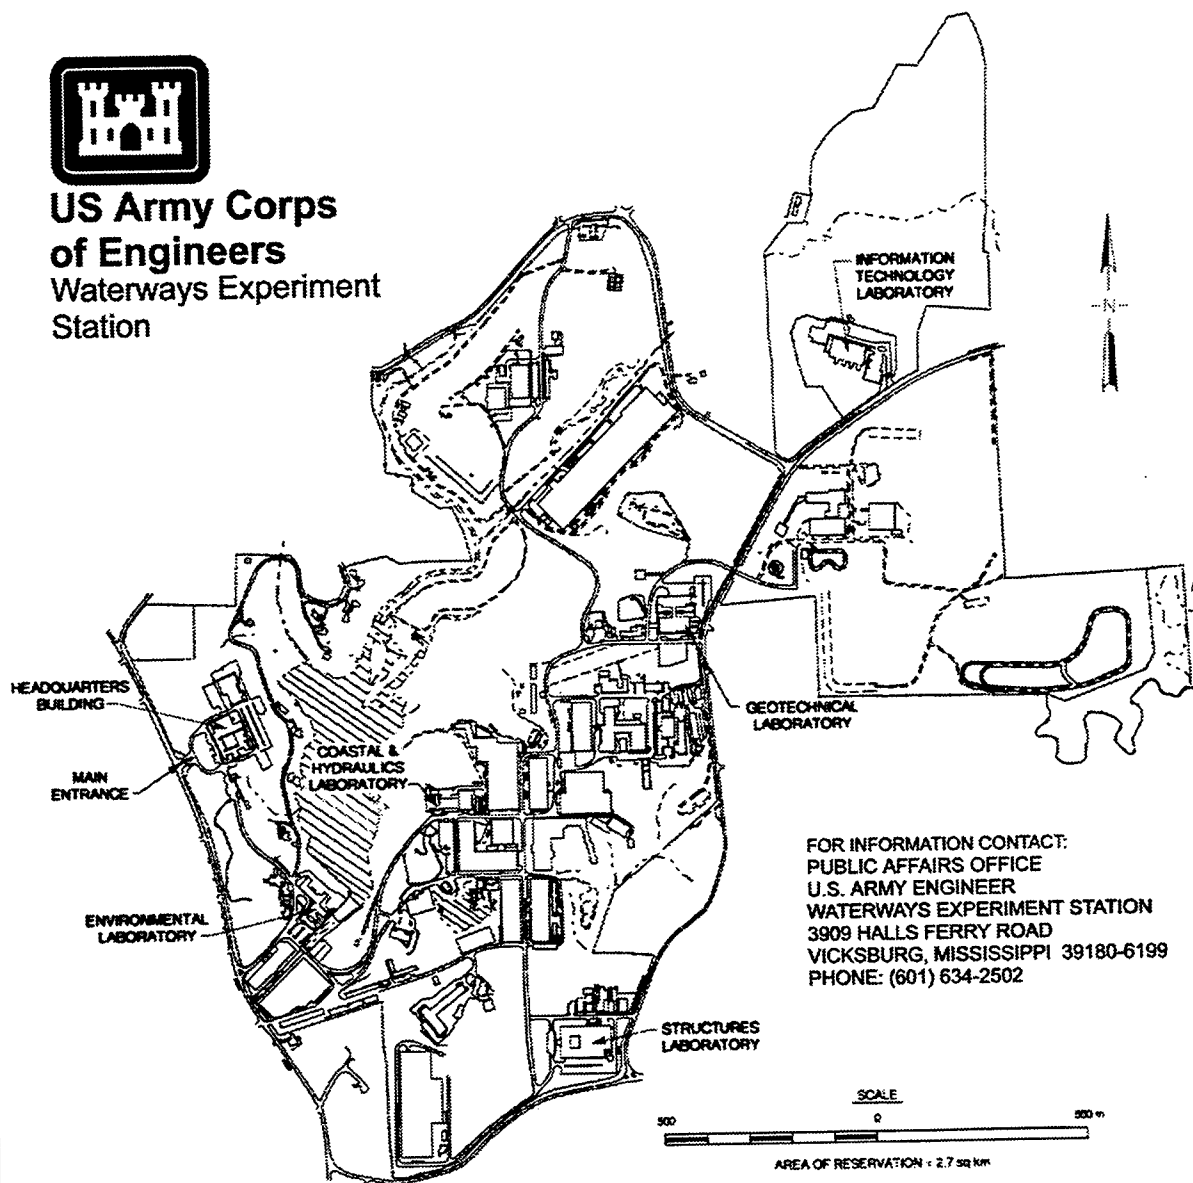 US Army Corps
of Engineers
Waterways Experiment
Station
INFORMATION
TECHNOLOGY
LABORATORY
N
HEADQUARTERS
BUILDING
MAIN
ENTRANCE
COASTAL &
HYDRAULICS
LABORATORY
GEOTECHNICAL
LABORATORY
ENVIRONMENTAL
LABORATORY
STRUCTURES
LABORATORY
FOR INFORMATION CONTACT:
PUBLIC AFFAIRS OFFICE
U.S. ARMY ENGINEER
WATERWAYS EXPERIMENT STATION
3909 HALLS FERRY ROAD
VICKSBURG, MISSISSIPPI 39180-6199
PHONE: (601) 634-2502
SCALE
500 0 500 m
AREA OF RESERVATION = 2.7 sq km